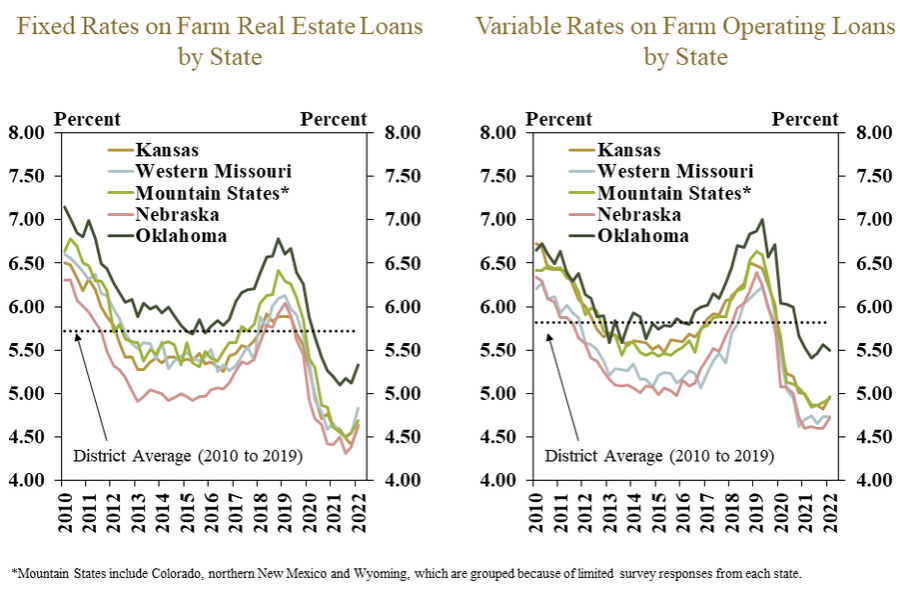 Fixed Rates on Farm Real Estate Loans
by State
Percent
Percent
8.00
7.50
7.00
6.50
6.00
5.50
5.00
4.50
4.00
8.00
7.50
7.00
6.50
6.00
5.50
5.00
4.50
4.00
Kansas
Western Missouri
Mountain States*
Nebraska
Oklahoma
District Average (2010 to 2019)
2010
2011
2012
2013
2014
2015
2016
2017
2018
2019
2020
2021
2022
Variable Rates on Farm Operating Loans
by State
Percent
Percent
8.00
7.50
7.00
6.50
6.00
5.50
5.00
4.50
4.00
8.00
7.50
7.00
6.50
6.00
5.50
5.00
4.50
4.00
Kansas
Western Missouri
Mountain States*
Nebraska
Oklahoma
District Average (2010 to 2019)
2010
2011
2012
2013
2014
2015
2016
2017
2018
2019
2020
2021
2022
*Mountain States include Colorado, northern New Mexico and Wyoming, which are grouped because of limited survey responses from each state.